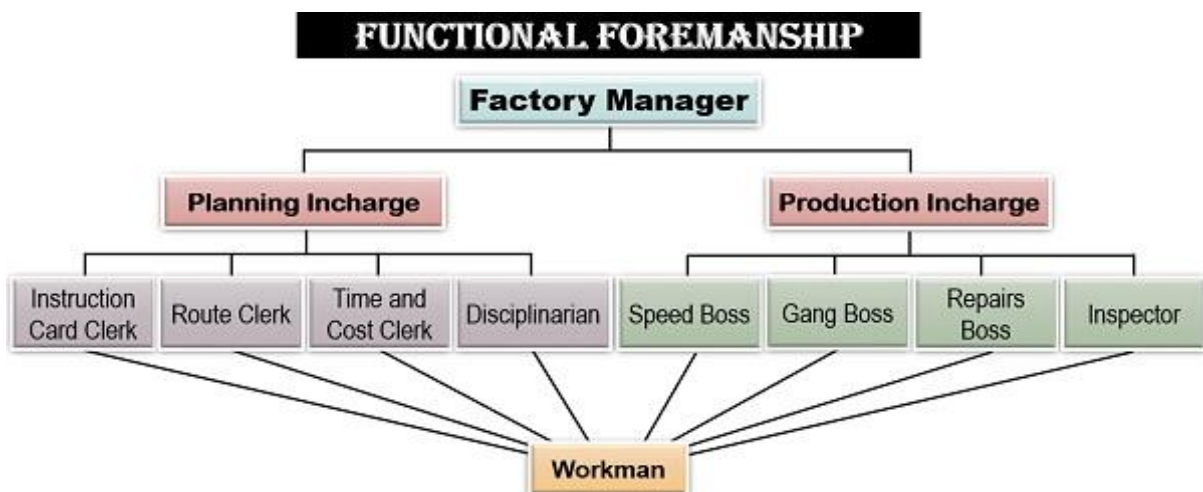 FUNCTIONAL FOREMANSHIP
Factory Manager
Planning Incharge
Production Incharge
Instruction
Card Clerk
Route Clerk
Time and
Cost Clerk
Disciplinarian
Speed Boss
Gang Boss
Repairs
Boss
Inspector
Workman